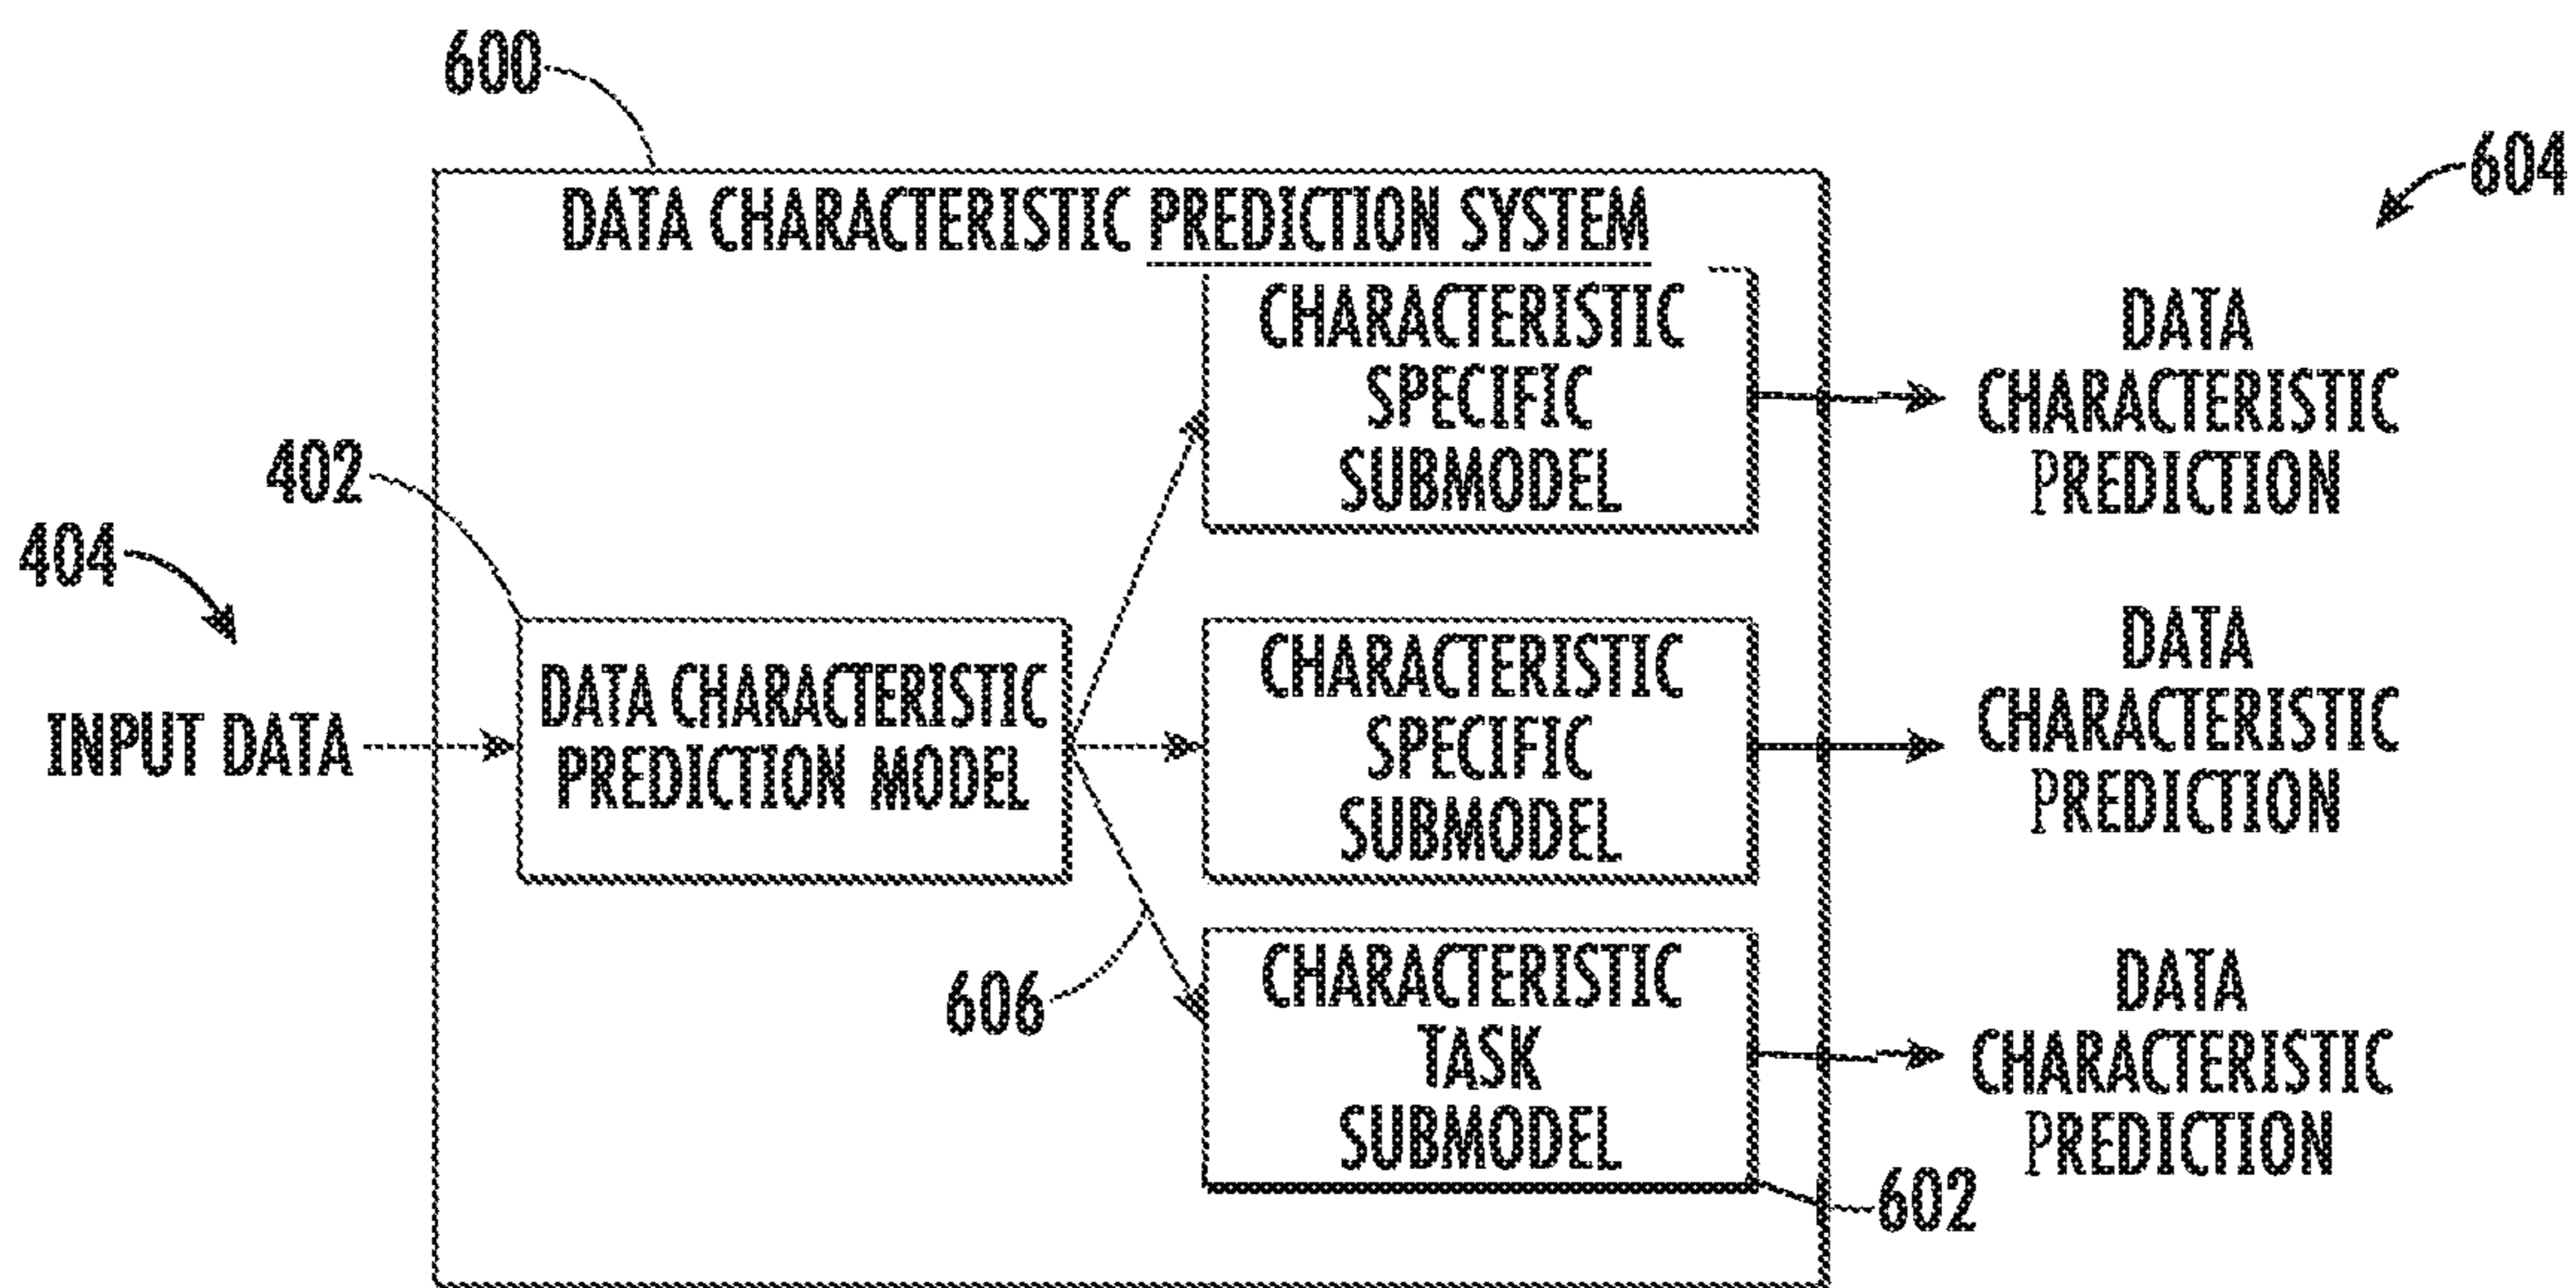 600
604
DATA CHARACTERISTIC PREDICTION SYSTEM
CHARACTERISTIC
SPECIFIC
SUBMODEL
DATA
CHARACTERISTIC
PREDICTION
402
404
INPUT DATA
DATA CHARACTERISTIC
PREDICTION MODEL
CHARACTERISTIC
SPECIFIC
SUBMODEL
DATA
CHARACTERISTIC
PREDICTION
606
CHARACTERISTIC
TASK
SUBMODEL
DATA
CHARACTERISTIC
PREDICTION
602